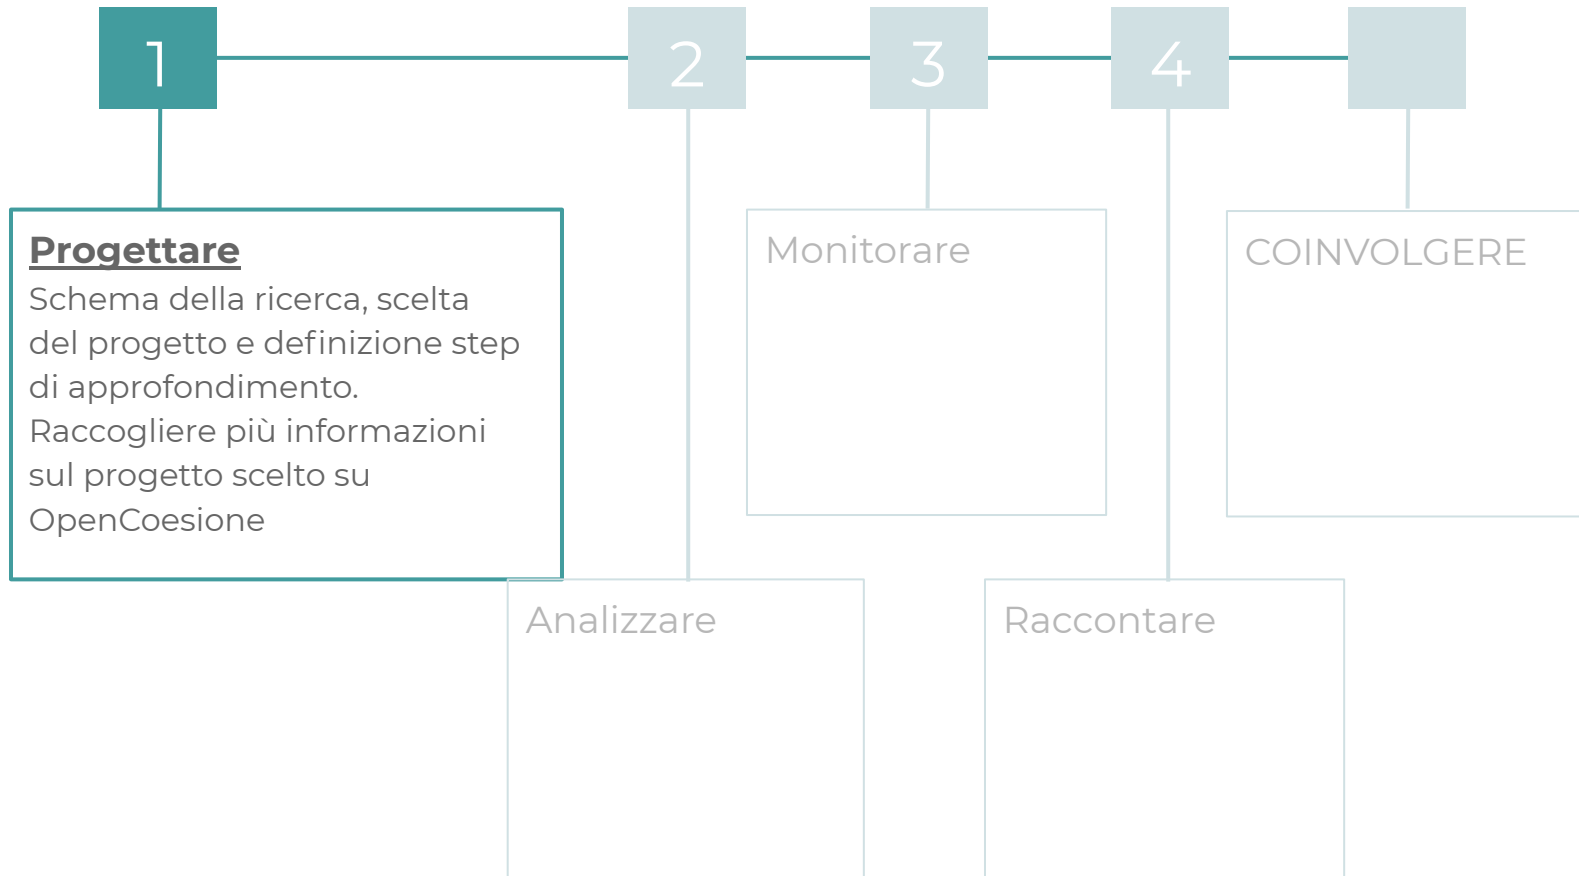 1
2
3
4
Progettare
Schema della ricerca, scelta
del progetto e definizione step
di approfondimento.
Raccogliere più informazioni
sul progetto scelto su
OpenCoesione
Monitorare
COINVOLGERE
Analizzare
Raccontare